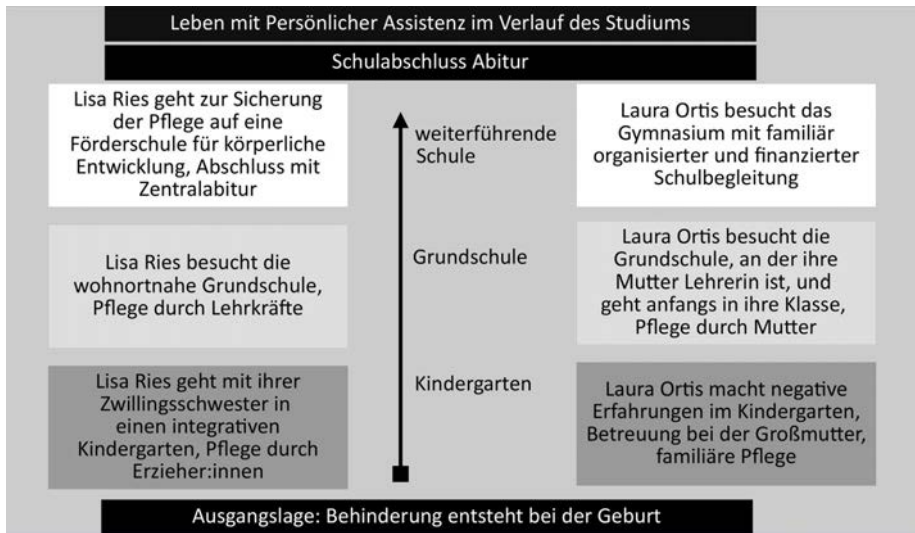 Leben mit Persönlicher Assistenz im Verlauf des Studiums
Schulabschluss Abitur
Lisa Ries geht zur Sicherung
der Pflege auf eine
Förderschule für körperliche
Entwicklung, Abschluss mit
Zentralabitur
weiterführende
Schule
Laura Ortis besucht das
Gymnasium mit familiär
organisierter und finanzierter
Schulbegleitung
Lisa Ries besucht die
wohnortnahe Grundschule,
Pflege durch Lehrkräfte
Grundschule
Laura Ortis besucht die
Grundschule, an der ihre
Mutter Lehrerin ist, und
geht anfangs in ihre Klasse,
Pflege durch Mutter
Lisa Ries geht mit ihrer
Zwillingsschwester in
einen integrativen
Kindergarten, Pflege durch
Erzieher:innen
Kindergarten
Laura Ortis macht negative
Erfahrungen im Kindergarten,
Betreuung bei der Großmutter,
familiäre Pflege
Ausgangslage: Behinderung entsteht bei der Geburt